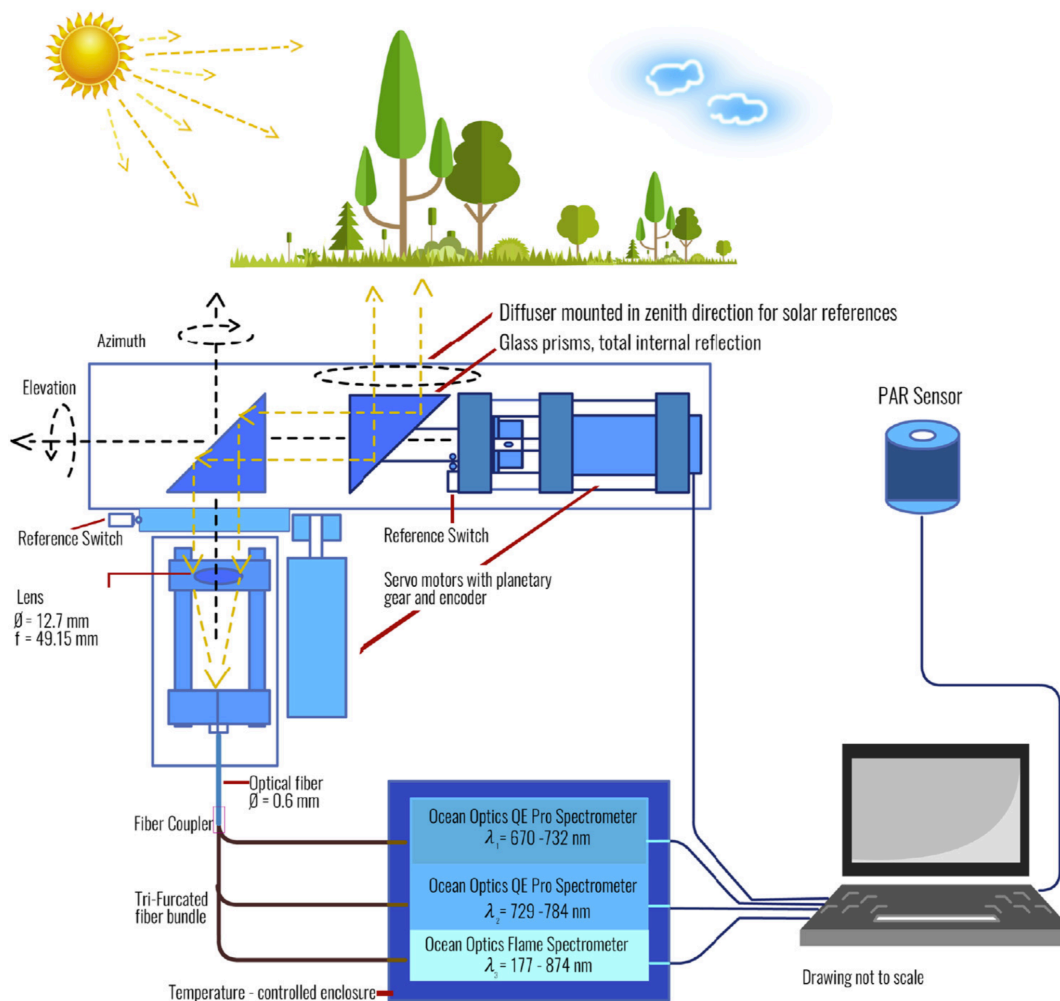 Diffuser mounted in zenith direction for solar references
Glass prisms, total internal reflection
Azimuth
Elevation
PAR Sensor
Reference Switch
Reference Switch
Servo motors with planetary
gear and encoder
Lens
Ø = 12.7 mm
f = 49.15 mm
Optical fiber
Ø = 0.6 mm
Fiber Coupler
Ocean Optics QE Pro Spectrometer
λ₁ = 670 -732 nm
Tri-Furcated
fiber bundle
Ocean Optics QE Pro Spectrometer
λ₂ = 729 -784 nm
Ocean Optics Flame Spectrometer
λ₃ = 177 - 874 nm
Temperature - controlled enclosure
Drawing not to scale